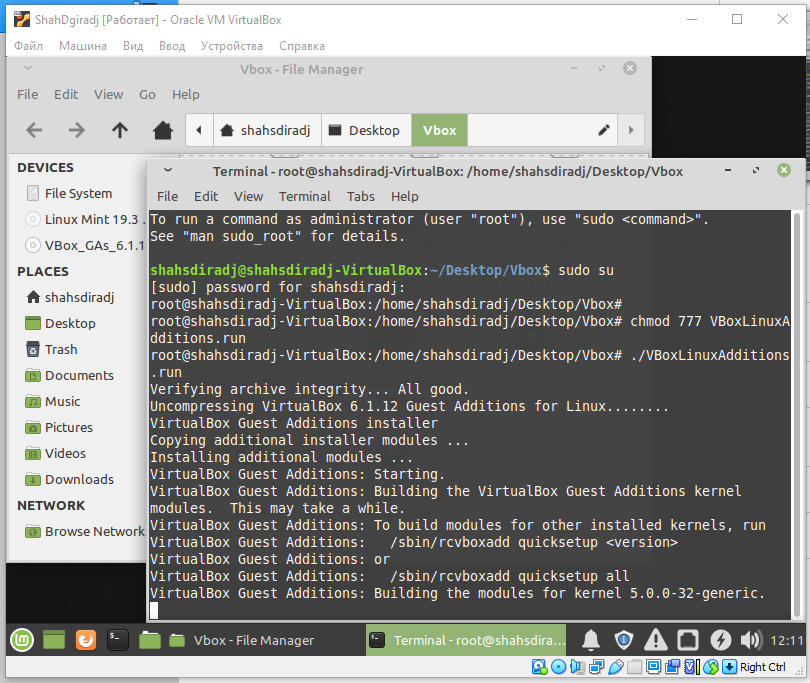 ShahDgiradj [Работает] - Oracle VM VirtualBox
Файл Машина Вид Ввод Устройства Справка
Vbox - File Manager
File Edit View Go Help
shahsdiradj Desktop Vbox
DEVICES
File System
Linux Mint 19.3 .
VBox_GAs_6.1.1
PLACES
shahsdiradj
Desktop
Trash
Documents
Music
Pictures
Videos
Downloads
NETWORK
Browse Network
Terminal - root@shahsdiradj-VirtualBox: /home/shahsdiradj/Desktop/Vbox
File Edit View Terminal Tabs Help
To run a command as administrator (user "root"), use "sudo <command>".
See "man sudo_root" for details.
shahsdiradj@shahsdiradj-VirtualBox:~/Desktop/Vbox$ sudo su
[sudo] password for shahsdiradj:
root@shahsdiradj-VirtualBox:/home/shahsdiradj/Desktop/Vbox#
root@shahsdiradj-VirtualBox:/home/shahsdiradj/Desktop/Vbox# chmod 777 VBoxLinuxA
dditions.run
root@shahsdiradj-VirtualBox:/home/shahsdiradj/Desktop/Vbox# ./VBoxLinuxAdditions
.run
Verifying archive integrity... All good.
Uncompressing VirtualBox 6.1.12 Guest Additions for Linux........
VirtualBox Guest Additions installer
Copying additional installer modules ...
Installing additional modules ...
VirtualBox Guest Additions: Starting.
VirtualBox Guest Additions: Building the VirtualBox Guest Additions kernel
modules.  This may take a while.
VirtualBox Guest Additions: To build modules for other installed kernels, run
VirtualBox Guest Additions:   /sbin/rcvboxadd quicksetup <version>
VirtualBox Guest Additions: or
VirtualBox Guest Additions:   /sbin/rcvboxadd quicksetup all
VirtualBox Guest Additions: Building the modules for kernel 5.0.0-32-generic.
Vbox - File Manager
Terminal - root@shahsdira...
12:11
Right Ctrl